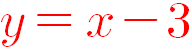 y = x − 3